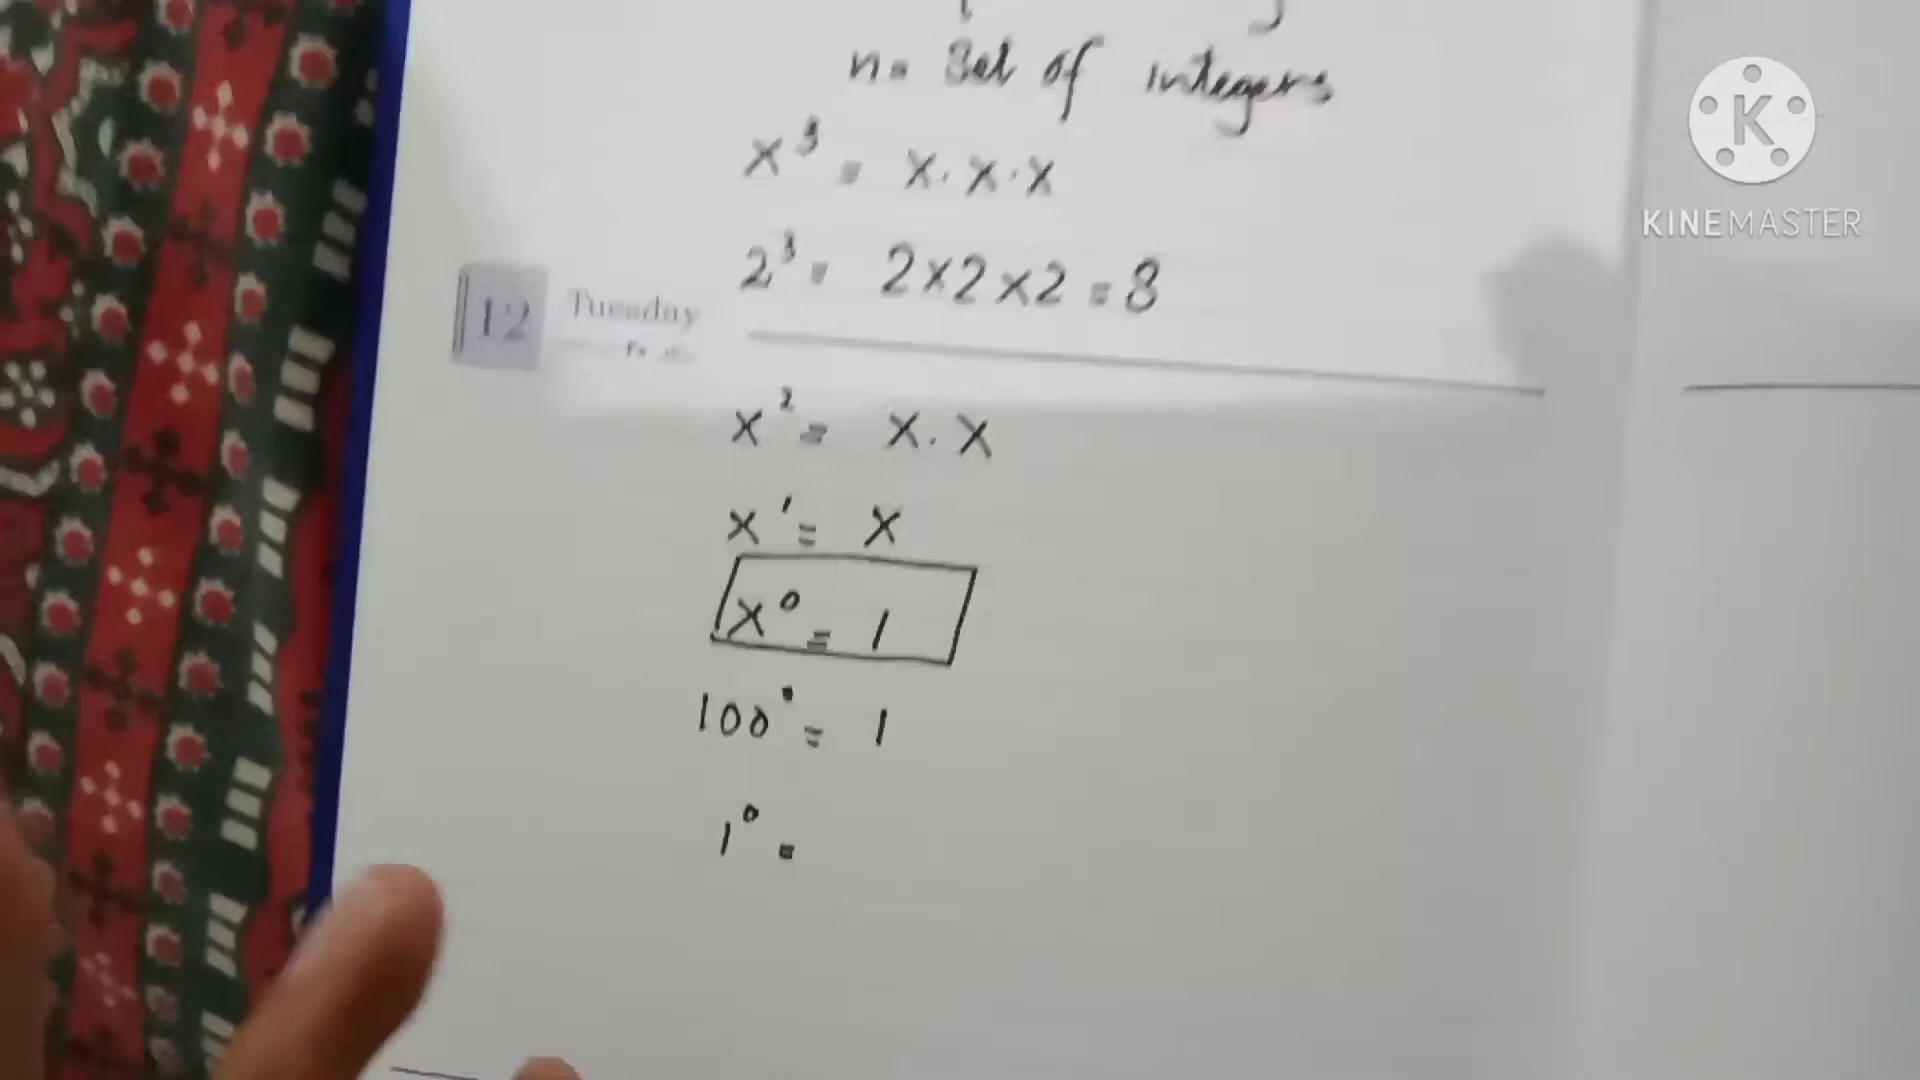 n = Set of integers
x³ = x . x . x
2³ = 2 × 2 × 2 = 8
12 Tuesday
x² = x . x
x¹ = x
x⁰ = 1
100⁰ = 1
1⁰ =
K
KINEMASTER